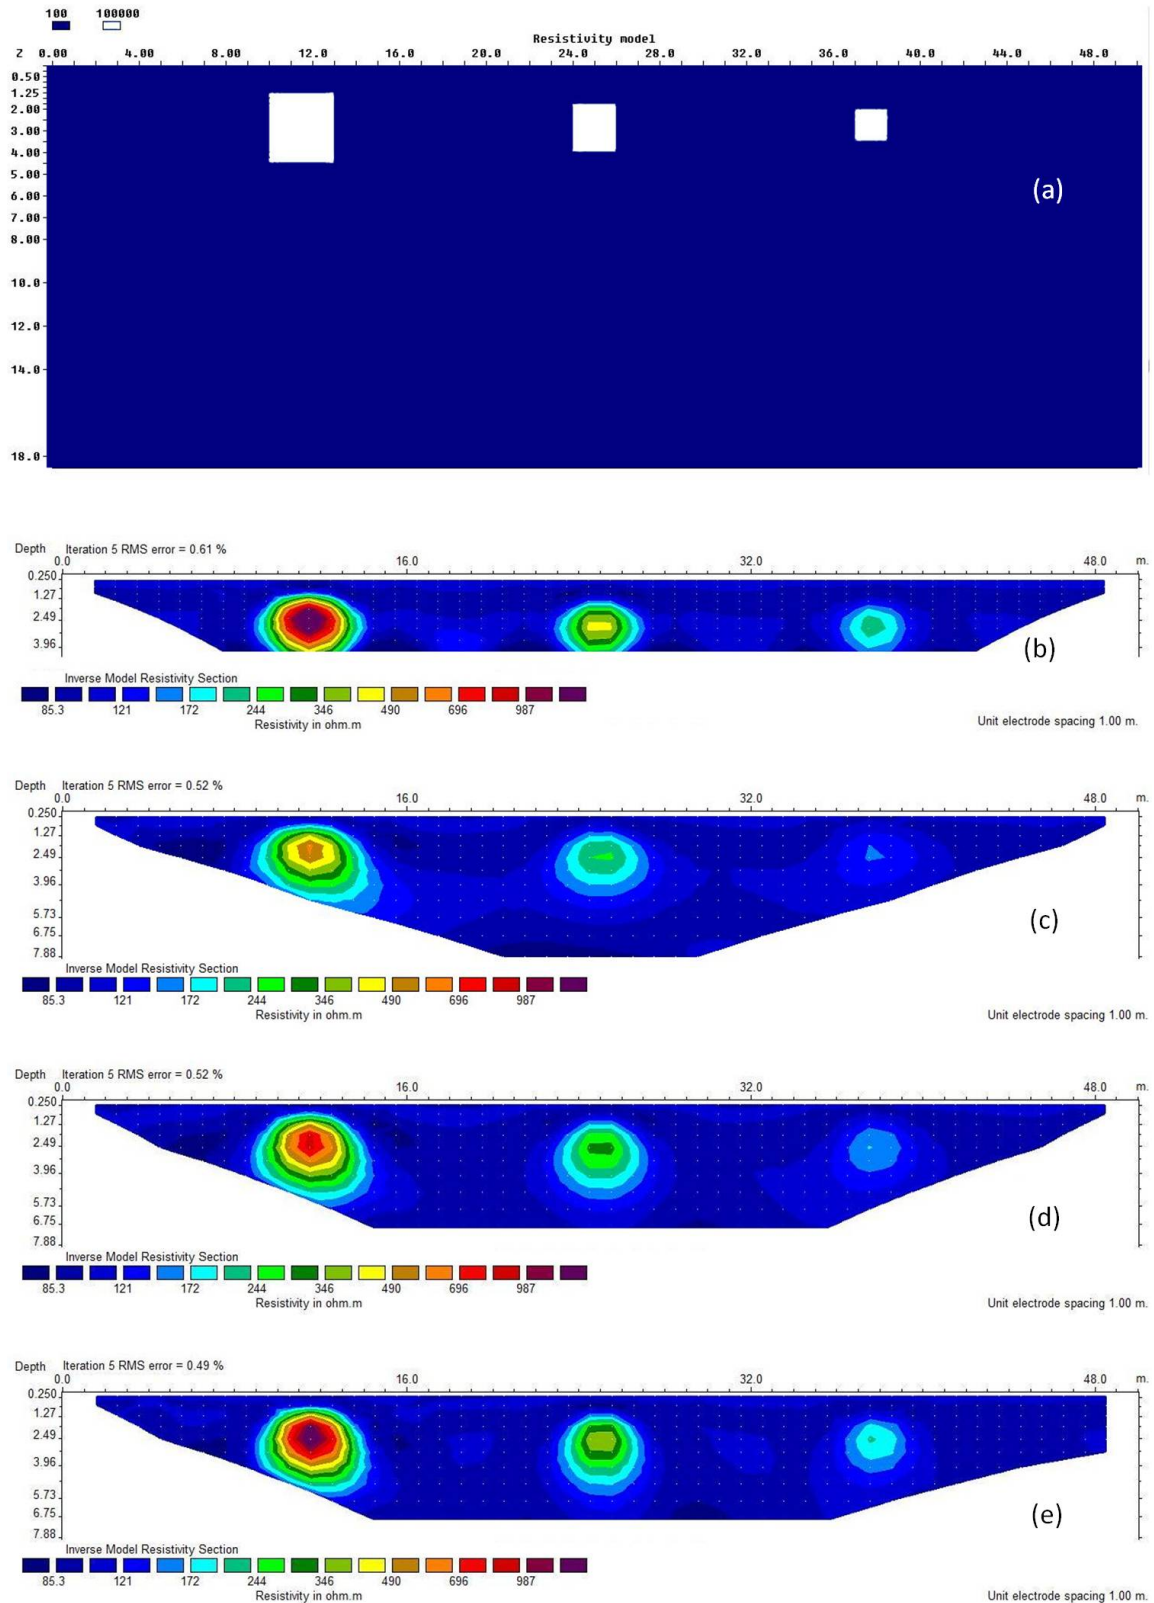 100 100000
Resistivity model
Z 0.00 4.00 8.00 12.0 16.0 20.0 24.0 28.0 32.0 36.0 40.0 44.0 48.0
0.50
1.25
2.00
3.00
4.00
5.00
6.00
7.00
8.00
10.0
12.0
14.0
18.0
(a)
Depth Iteration 5 RMS error = 0.61 %
0.0 16.0 32.0 48.0 m.
0.250
1.27
2.49
3.96
(b)
Inverse Model Resistivity Section
85.3 121 172 244 346 490 696 987
Resistivity in ohm.m
Unit electrode spacing 1.00 m.
Depth Iteration 5 RMS error = 0.52 %
0.0 16.0 32.0 48.0 m.
0.250
1.27
2.49
3.96
5.73
6.75
7.88
(c)
Inverse Model Resistivity Section
85.3 121 172 244 346 490 696 987
Resistivity in ohm.m
Unit electrode spacing 1.00 m.
Depth Iteration 5 RMS error = 0.52 %
0.0 16.0 32.0 48.0 m.
0.250
1.27
2.49
3.96
5.73
6.75
7.88
(d)
Inverse Model Resistivity Section
85.3 121 172 244 346 490 696 987
Resistivity in ohm.m
Unit electrode spacing 1.00 m.
Depth Iteration 5 RMS error = 0.49 %
0.0 16.0 32.0 48.0 m.
0.250
1.27
2.49
3.96
5.73
6.75
7.88
(e)
Inverse Model Resistivity Section
85.3 121 172 244 346 490 696 987
Resistivity in ohm.m
Unit electrode spacing 1.00 m.